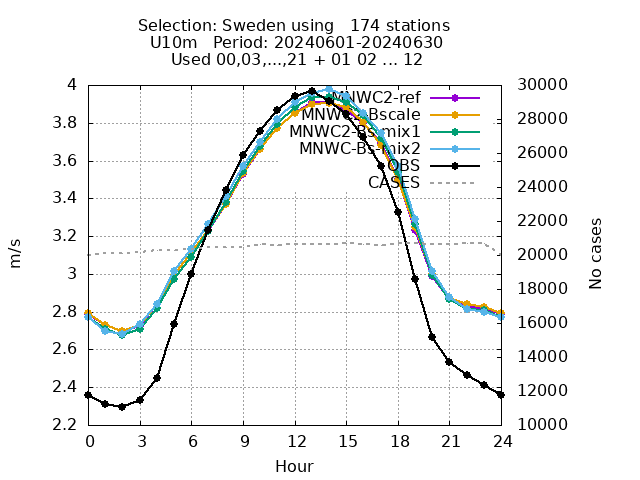 Selection: Sweden using   174 stations
U10m   Period: 20240601-20240630
Used 00,03,...,21 + 01 02 ... 12
4
3.8
3.6
3.4
3.2
3
2.8
2.6
2.4
2.2
m/s
30000
28000
26000
24000
22000
20000
18000
16000
14000
12000
10000
No cases
MNWC2-ref
MNWC2-Bscale
MNWC2-Bs-mix1
MNWC-Bs-mix2
OBS
CASES
0 3 6 9 12 15 18 21 24
Hour